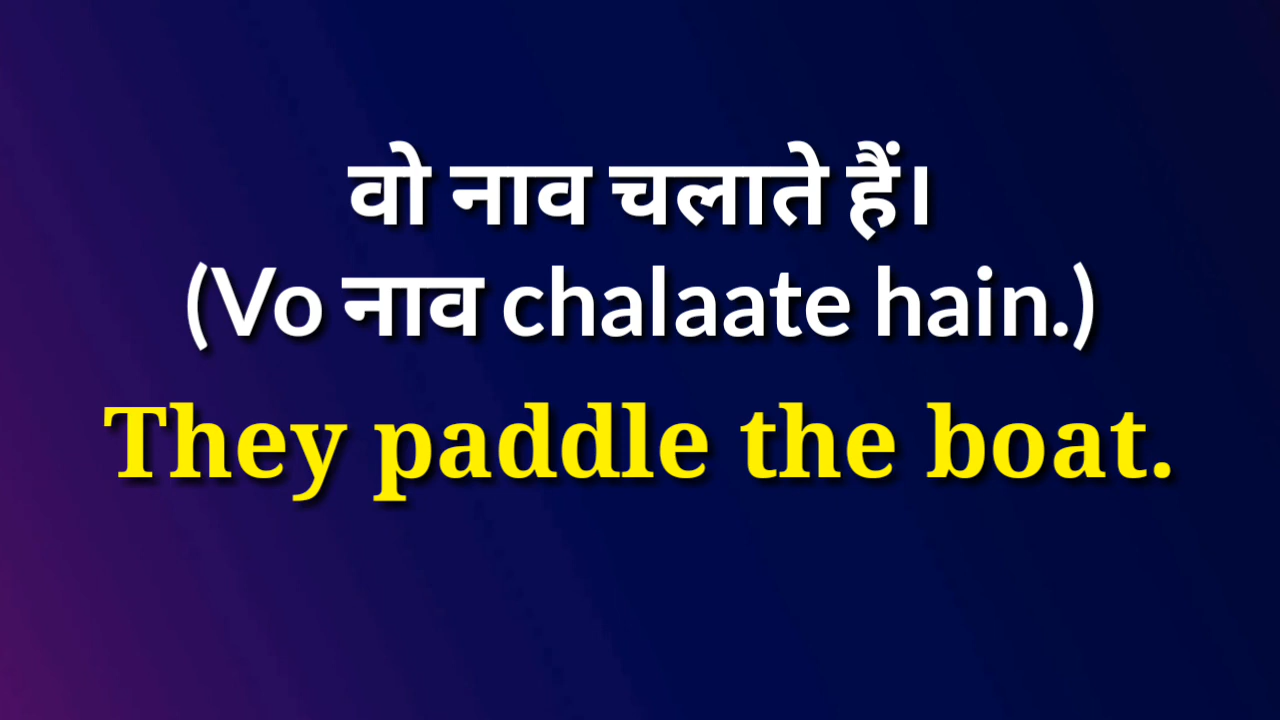 वो नाव चलाते हैं।
(Vo नाव chalaate hain.)
They paddle the boat.